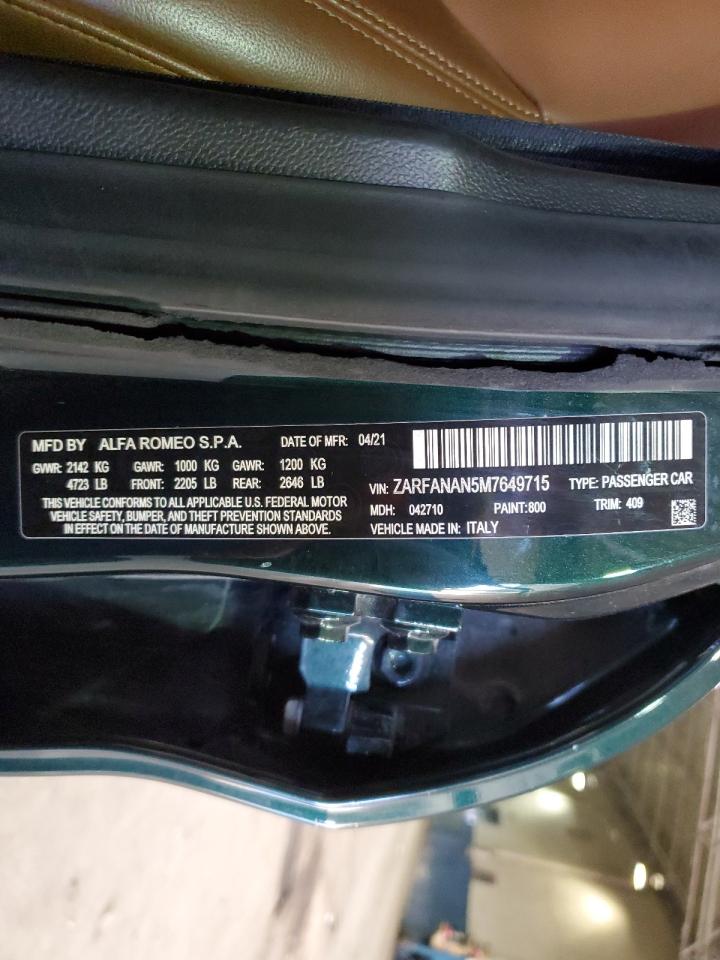 MFD BY ALFA ROMEO S.P.A. DATE OF MFR: 04/21
GVWR: 2142 KG GAWR: 1000 KG GAWR: 1200 KG
4723 LB FRONT: 2205 LB REAR: 2646 LB
THIS VEHICLE CONFORMS TO ALL APPLICABLE U.S. FEDERAL MOTOR
VEHICLE SAFETY, BUMPER, AND THEFT PREVENTION STANDARDS
IN EFFECT ON THE DATE OF MANUFACTURE SHOWN ABOVE.
VIN: ZARFANAN5M7649715 TYPE: PASSENGER CAR
MDH: 042710 PAINT:800 TRIM: 409
VEHICLE MADE IN: ITALY